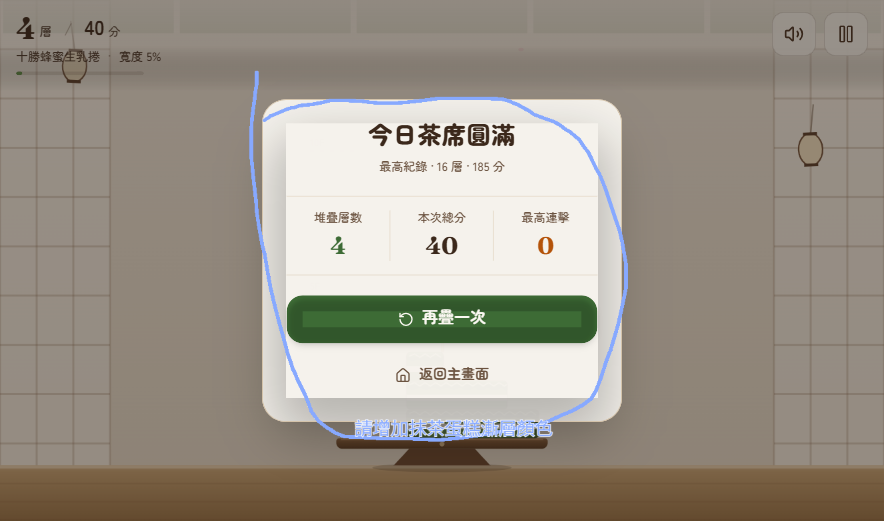 4 層 / 40 分
十勝蜂蜜生乳捲 · 寬度 5%
今日茶席圓滿
最高紀錄 · 16 層 · 185 分
堆疊層數 本次總分 最高連擊
4 40 0
再疊一次
返回主畫面
請增加抹茶蛋糕漸層顏色